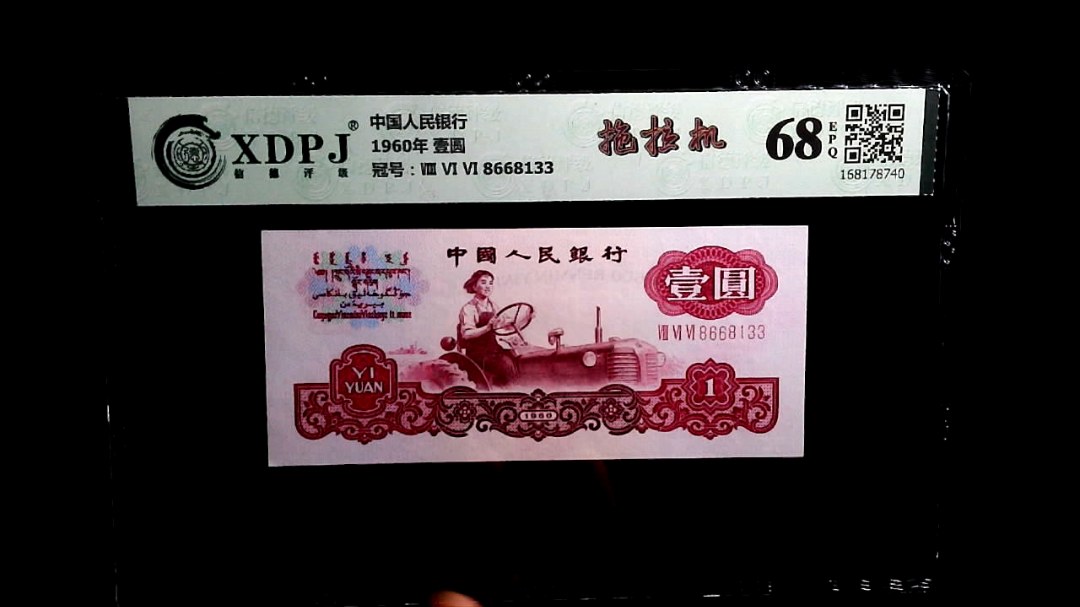 XDPJ®
中国人民银行
1960年 壹圆
冠号：Ⅷ Ⅵ Ⅵ 8668133
拖拉机
68
EPQ
168178740
中國人民銀行
壹圓
Ⅷ Ⅵ Ⅵ 8668133
YI
YUAN
1960
1